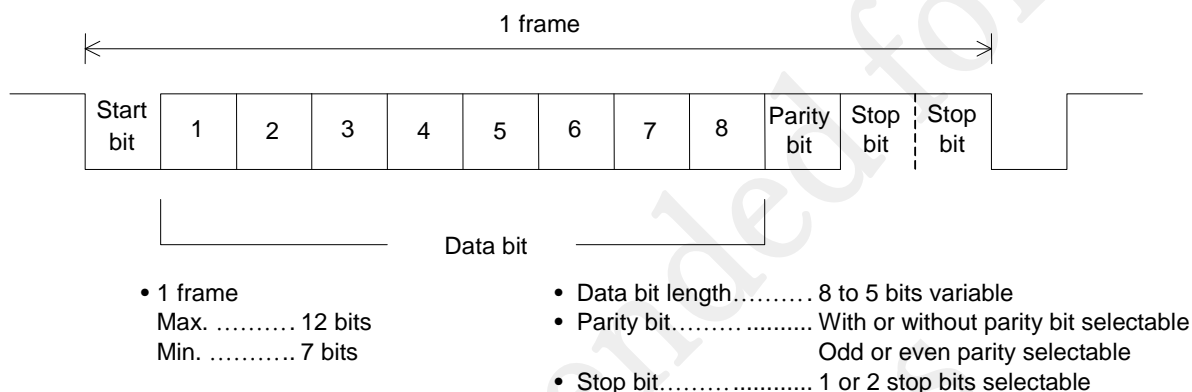 1 frame
Start bit
1 2 3 4 5 6 7 8
Parity bit
Stop bit
Stop bit
Data bit
• 1 frame
Max. .......... 12 bits
Min. ........... 7 bits
• Data bit length.......... 8 to 5 bits variable
• Parity bit......... .......... With or without parity bit selectable
Odd or even parity selectable
• Stop bit..................... 1 or 2 stop bits selectable